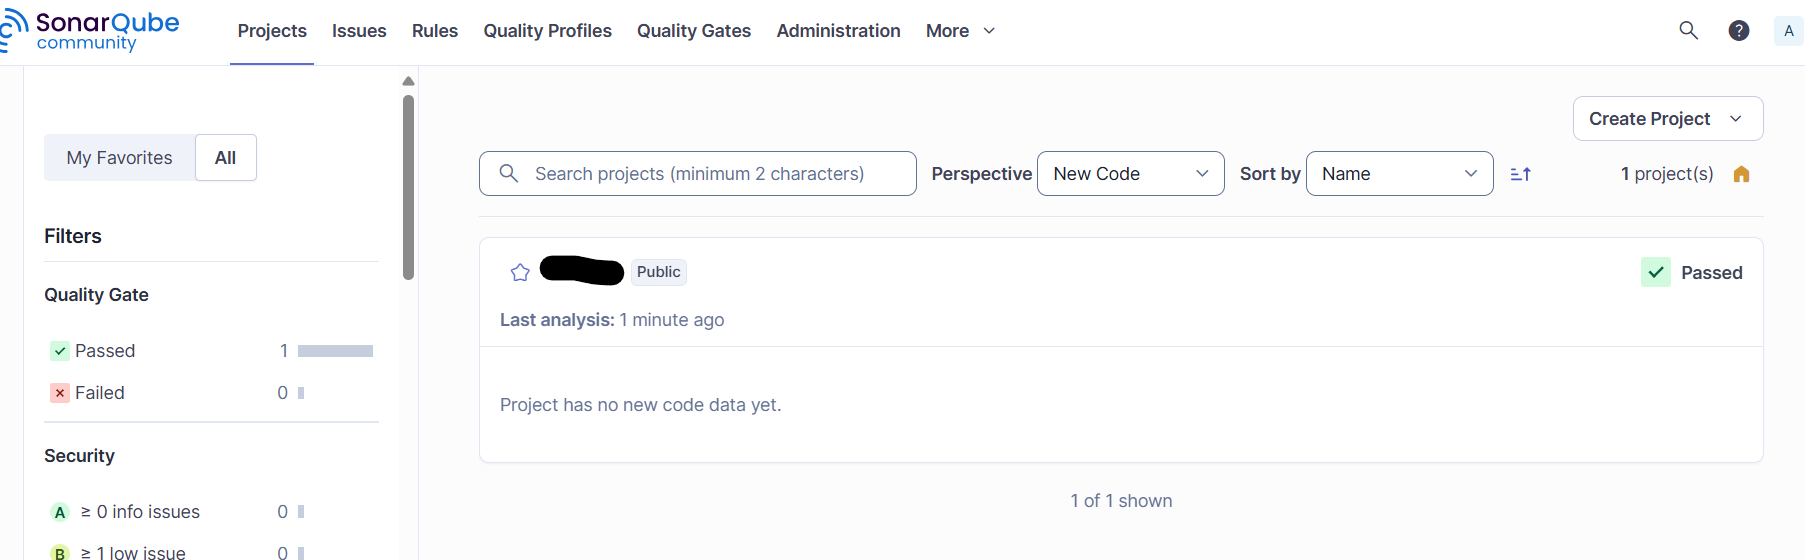 SonarQube
community
Projects Issues Rules Quality Profiles Quality Gates Administration More ? A
My Favorites All
Filters
Quality Gate
Passed 1
Failed 0
Security
A ≥ 0 info issues 0
B ≥ 1 low issue 0
Create Project
Search projects (minimum 2 characters) Perspective New Code Sort by Name 1 project(s)
Public Passed
Last analysis: 1 minute ago
Project has no new code data yet.
1 of 1 shown